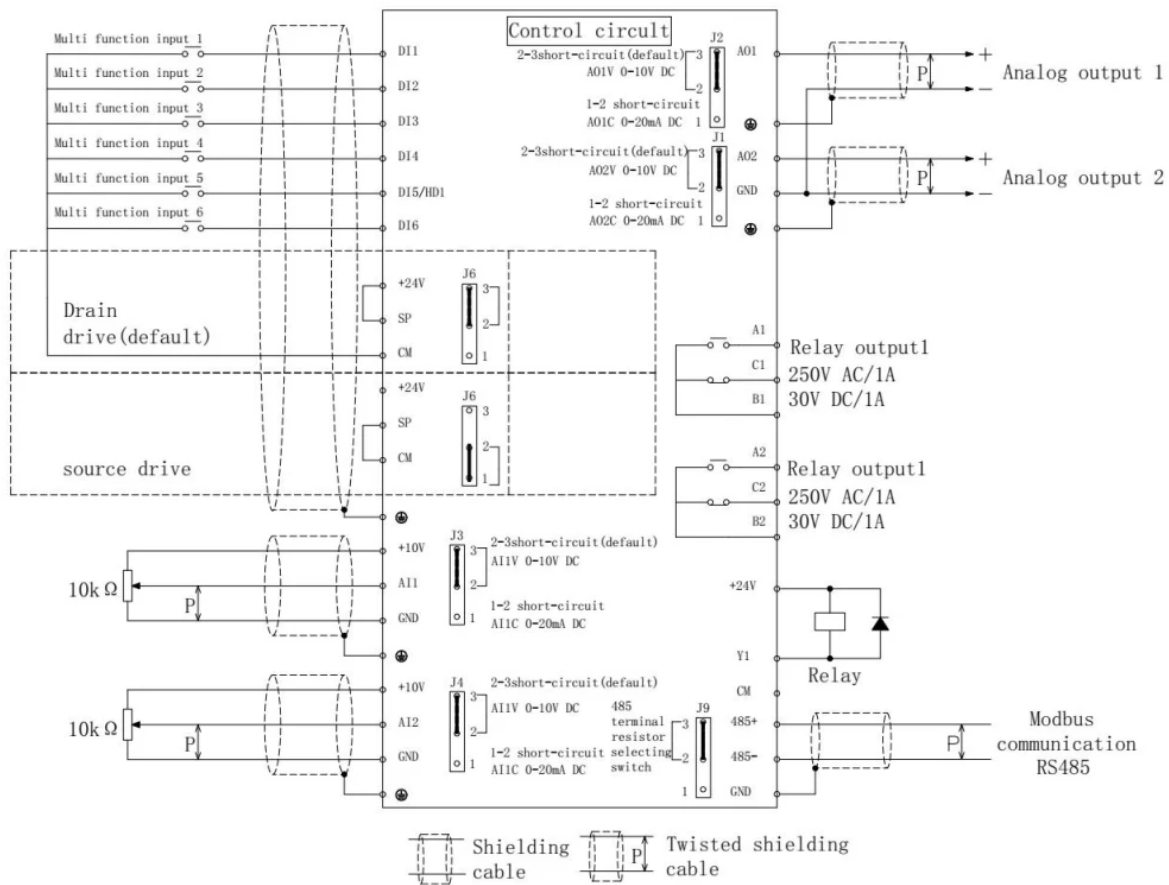 Control circult
Multi function input 1
DI1
Multi function input 2
DI2
Multi function input 3
DI3
Multi function input 4
DI4
Multi function input 5
DI5/HD1
Multi function input 6
DI6
J2
2-3short-circuit(default)
AO1V 0-10V DC
1-2 short-circuit
AO1C 0-20mA DC
3
2
1
AO1
P
+
-
Analog output 1
J1
2-3short-circuit(default)
AO2V 0-10V DC
1-2 short-circuit
AO2C 0-20mA DC
3
2
1
AO2
GND
P
+
-
Analog output 2
Drain
drive(default)
+24V
SP
CM
J6
3
2
1
source drive
+24V
SP
CM
J6
3
2
1
A1
C1
B1
Relay output1
250V AC/1A
30V DC/1A
A2
C2
B2
Relay output1
250V AC/1A
30V DC/1A
10kΩ
P
+10V
AI1
GND
J3
3
2
1
2-3short-circuit(default)
AI1V 0-10V DC
1-2 short-circuit
AI1C 0-20mA DC
10kΩ
P
+10V
AI2
GND
J4
3
2
1
2-3short-circuit(default)
AI1V 0-10V DC
1-2 short-circuit
AI1C 0-20mA DC
+24V
Y1
CM
Relay
485
terminal
resistor
selecting
switch
J9
3
2
1
485+
485-
GND
P
Modbus
communication
RS485
Shielding
cable
P
Twisted shielding
cable